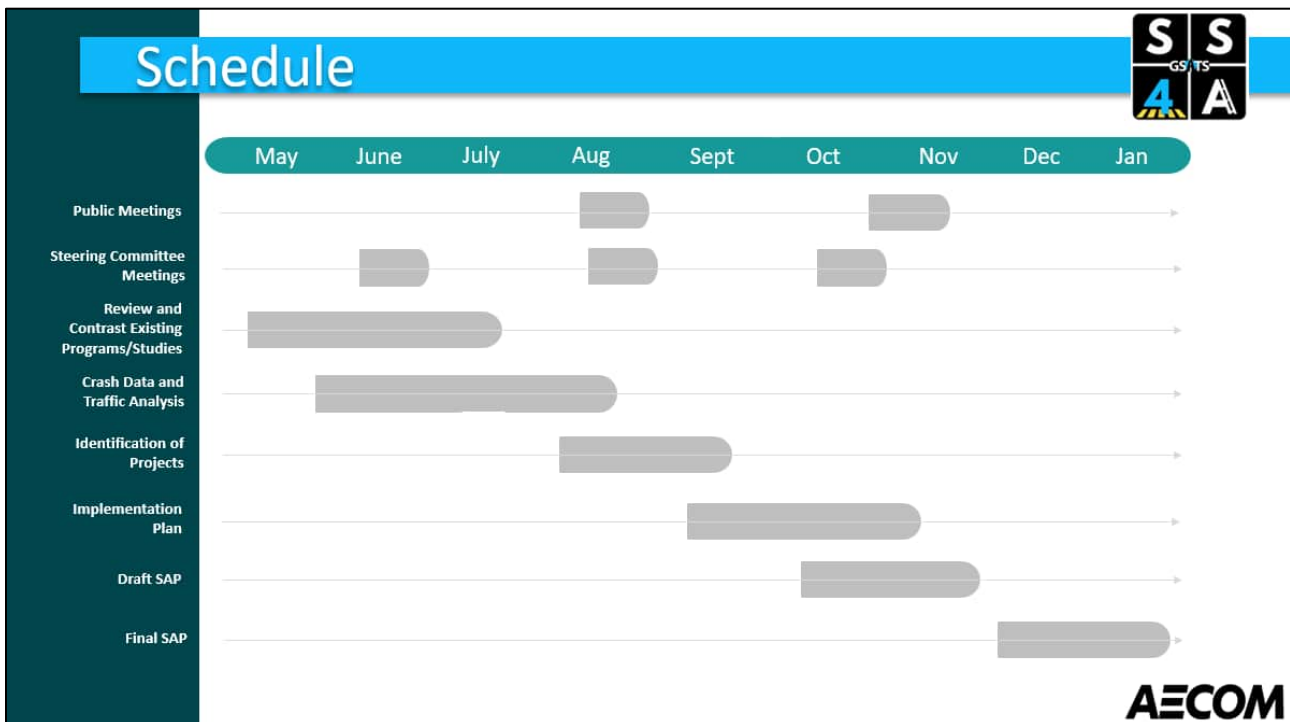 Schedule
S S
GSATS
4 A
May June July Aug Sept Oct Nov Dec Jan
Public Meetings
Steering Committee
Meetings
Review and
Contrast Existing
Programs/Studies
Crash Data and
Traffic Analysis
Identification of
Projects
Implementation
Plan
Draft SAP
Final SAP
AECOM